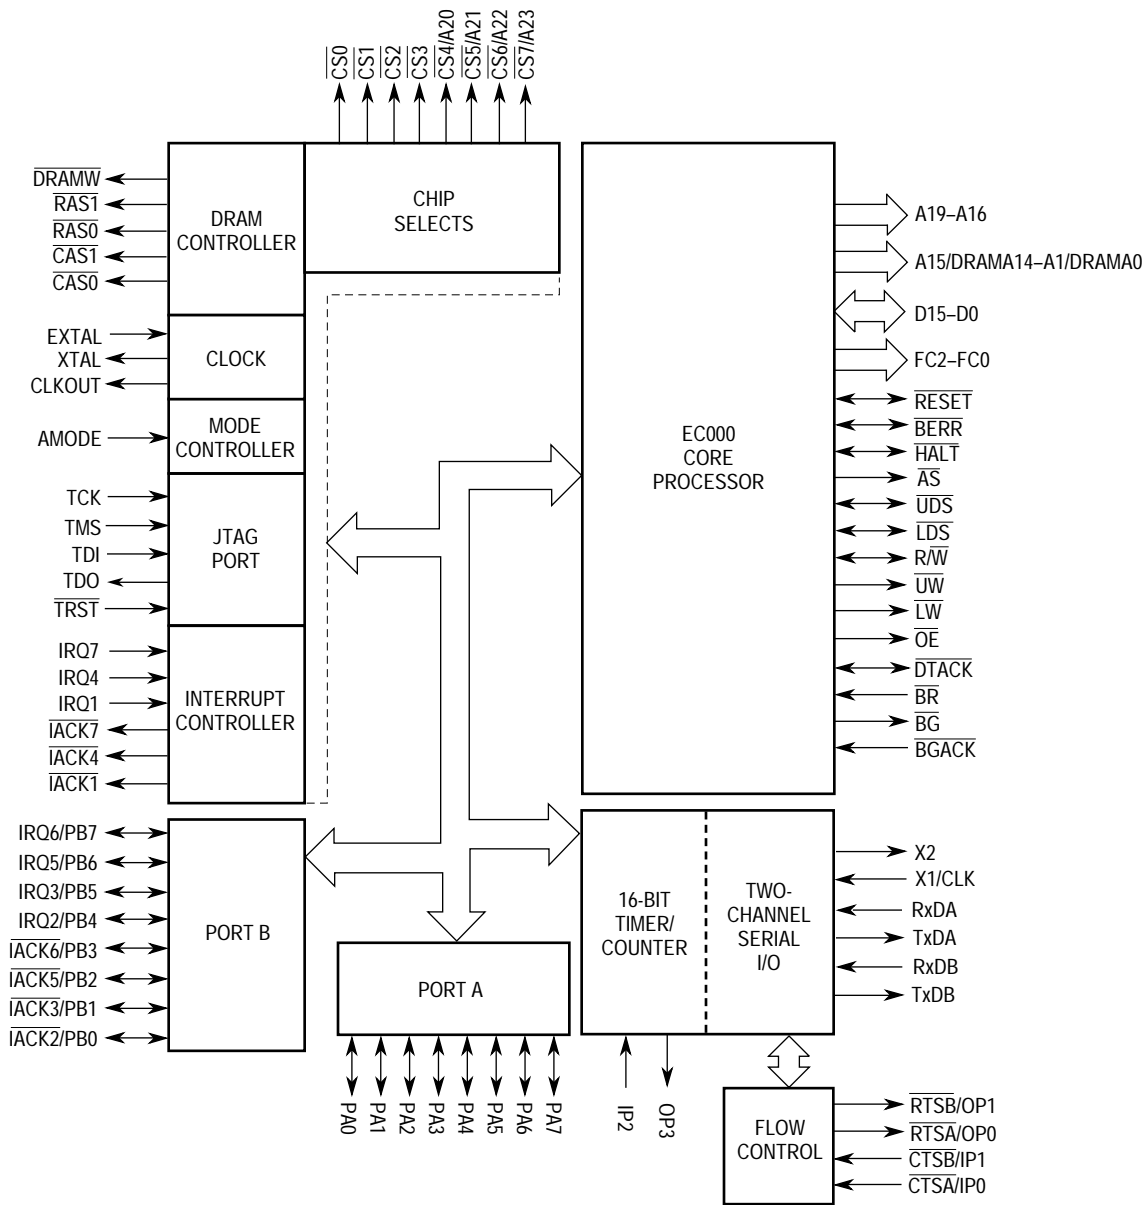 CS0
CS1
CS2
CS3
CS4/A20
CS5/A21
CS6/A22
CS7/A23
DRAMW
RAS1
RAS0
CAS1
CAS0
DRAM
CONTROLLER
CHIP
SELECTS
EXTAL
XTAL
CLKOUT
CLOCK
AMODE
MODE
CONTROLLER
TCK
TMS
TDI
TDO
TRST
JTAG
PORT
IRQ7
IRQ4
IRQ1
IACK7
IACK4
IACK1
INTERRUPT
CONTROLLER
EC000
CORE
PROCESSOR
A19–A16
A15/DRAMA14–A1/DRAMA0
D15–D0
FC2–FC0
RESET
BERR
HALT
AS
UDS
LDS
R/W
UW
LW
OE
DTACK
BR
BG
BGACK
IRQ6/PB7
IRQ5/PB6
IRQ3/PB5
IRQ2/PB4
IACK6/PB3
IACK5/PB2
IACK3/PB1
IACK2/PB0
PORT B
PORT A
PA0
PA1
PA2
PA3
PA4
PA5
PA6
PA7
16-BIT
TIMER/
COUNTER
TWO-
CHANNEL
SERIAL
I/O
X2
X1/CLK
RxDA
TxDA
RxDB
TxDB
IP2
OP3
FLOW
CONTROL
RTSB/OP1
RTSA/OP0
CTSB/IP1
CTSA/IP0